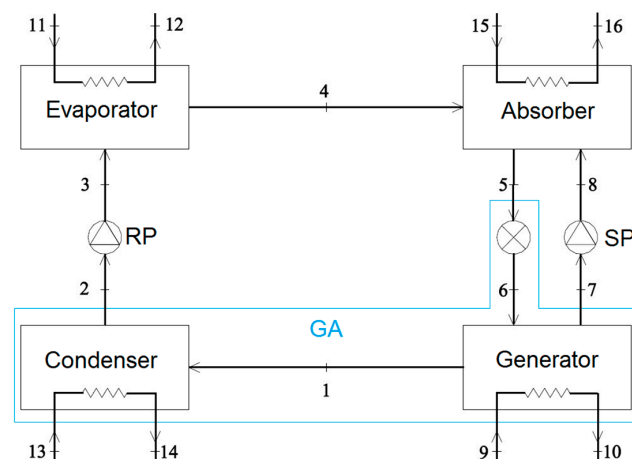 11 12 15 16
Evaporator Absorber
4
3 5 8
RP SP
2 6 7
GA
Condenser Generator
1
13 14 9 10